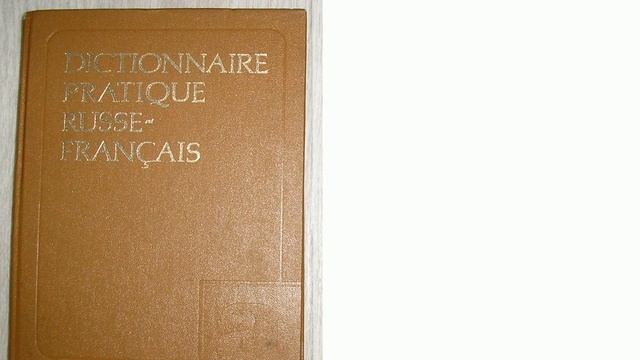 DICTIONNAIRE
PRATIQUE
RUSSE-
FRANÇAIS